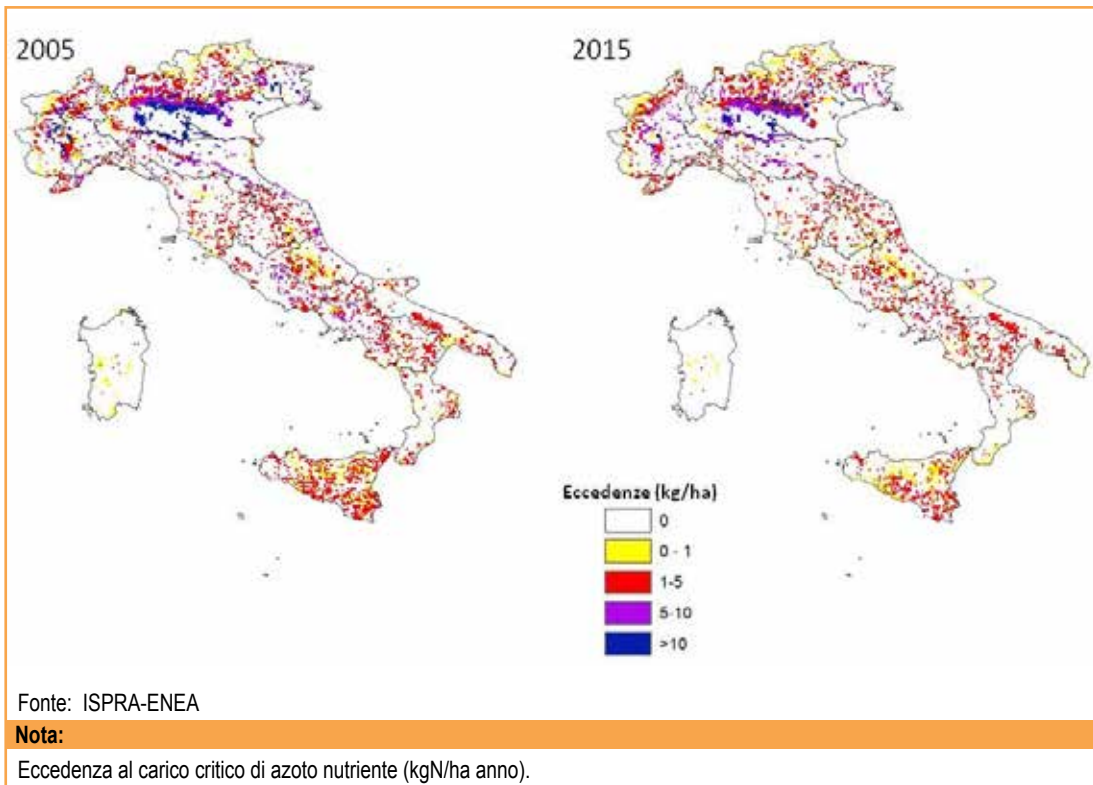 2005
2015
Eccedenze (kg/ha)
0
0 - 1
1-5
5-10
>10
Fonte: ISPRA-ENEA
Nota:
Eccedenza al carico critico di azoto nutriente (kgN/ha anno).